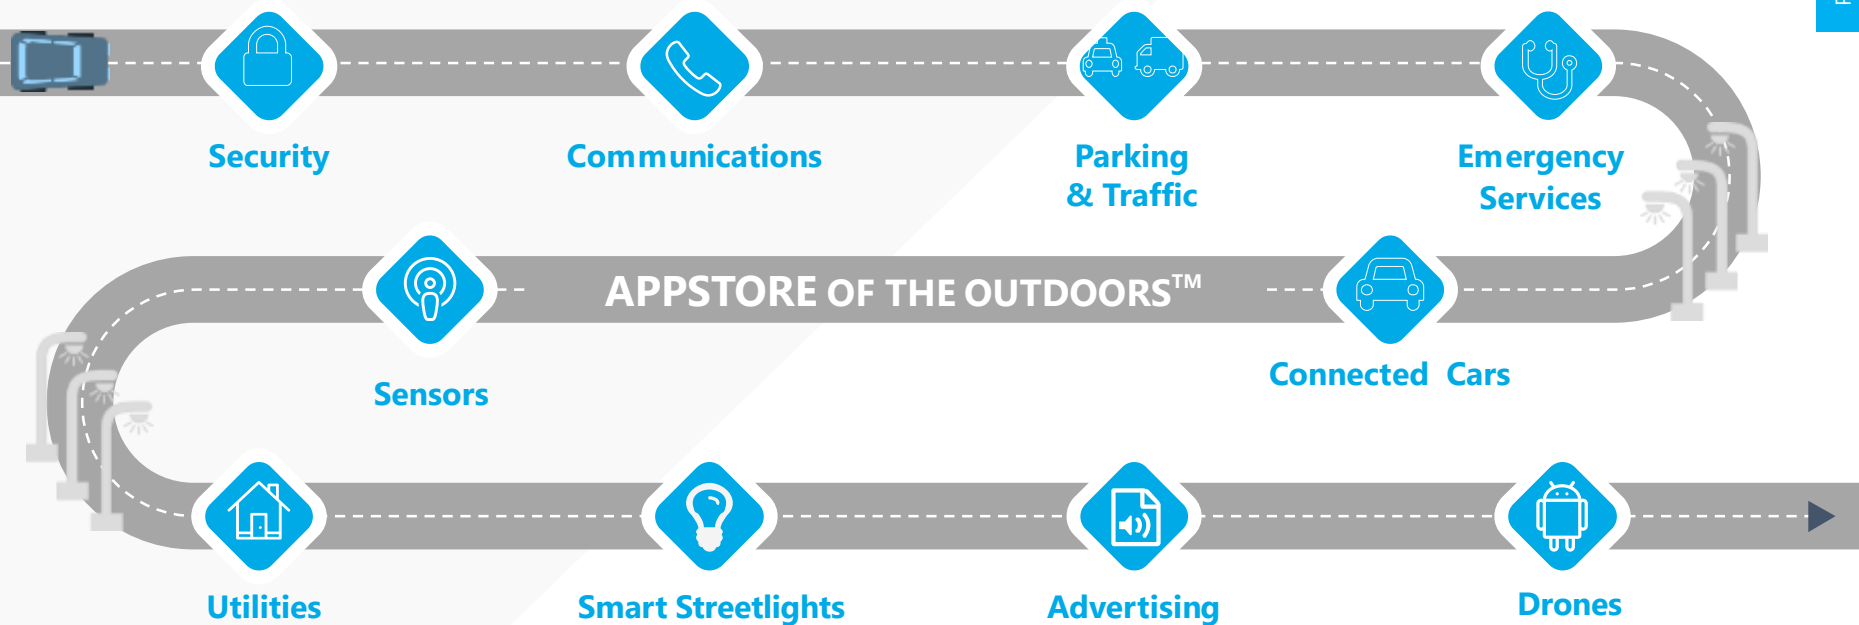 Security
Communications
Parking
& Traffic
Emergency
Services
APPSTORE OF THE OUTDOORS™
Connected Cars
Sensors
Utilities
Smart Streetlights
Advertising
Drones